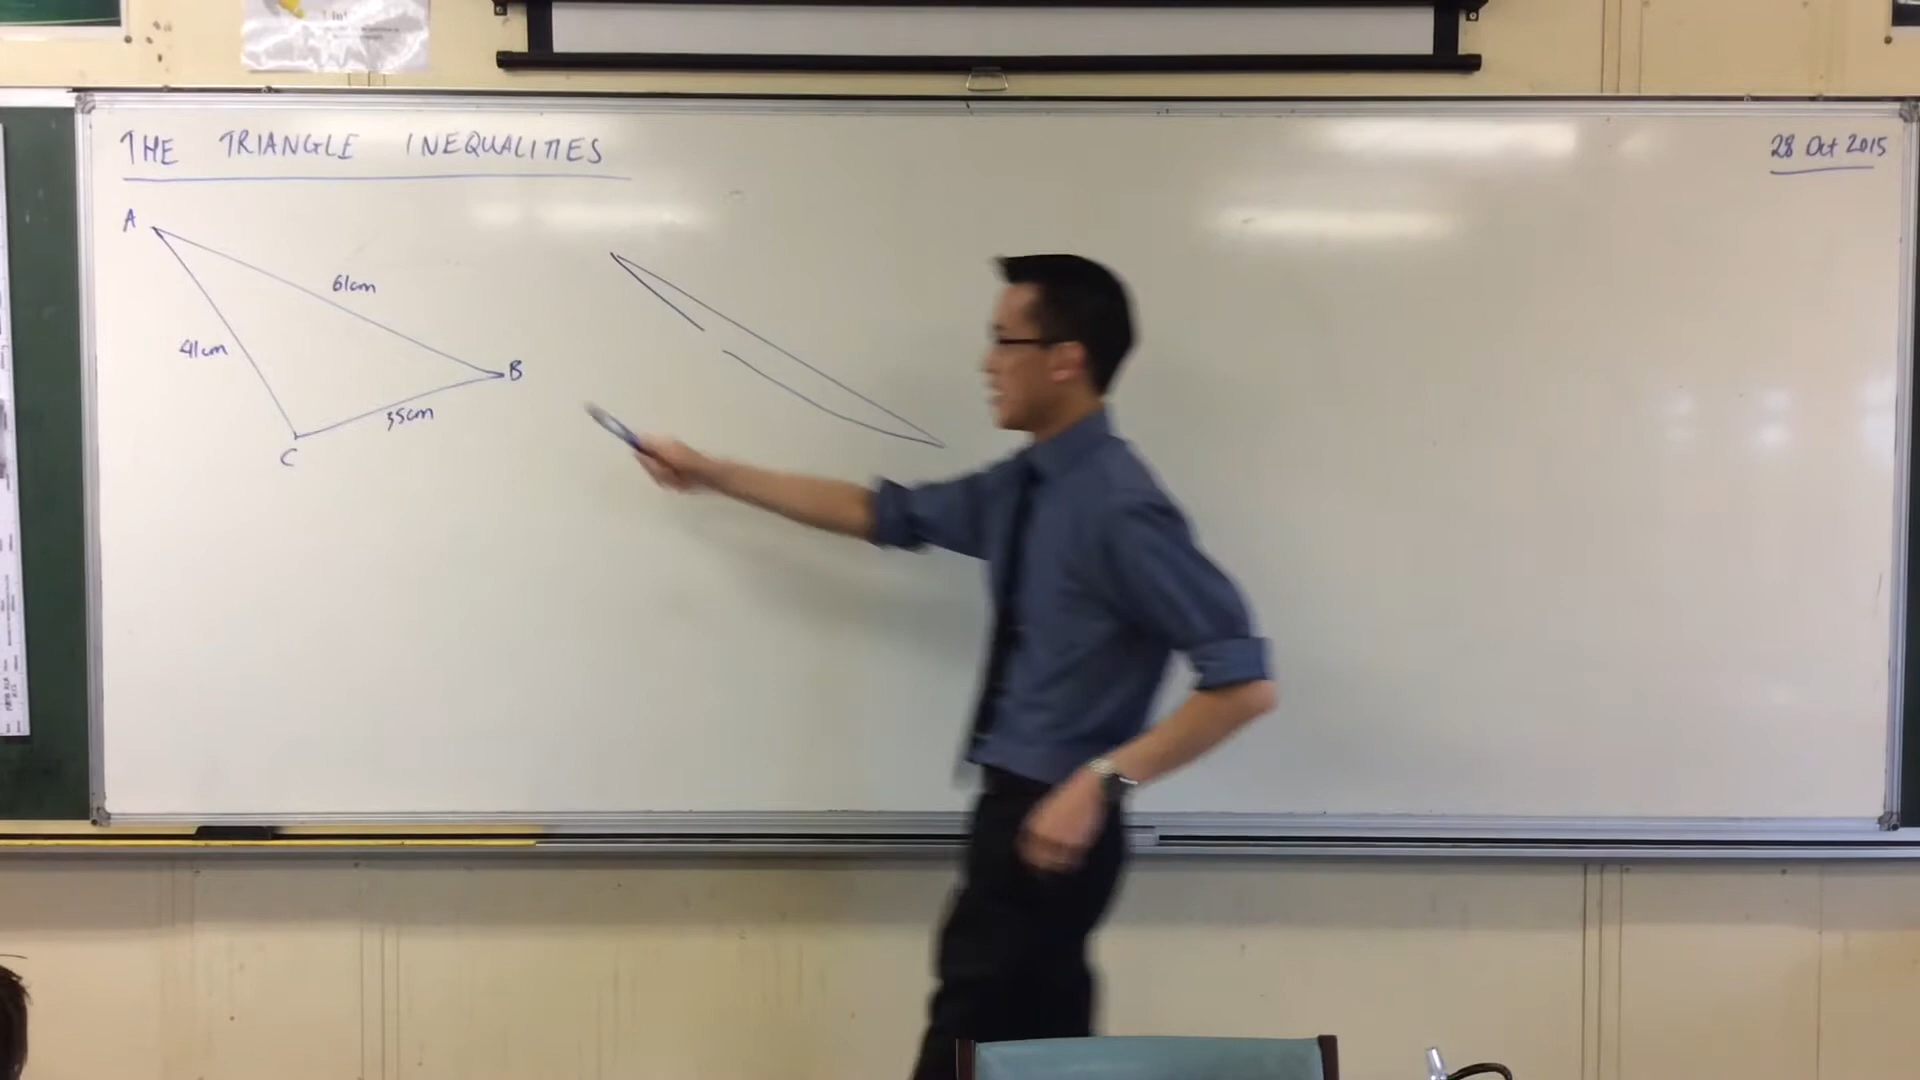 THE TRIANGLE INEQUALITIES
28 Oct 2015
A
61cm
41cm
B
35cm
C